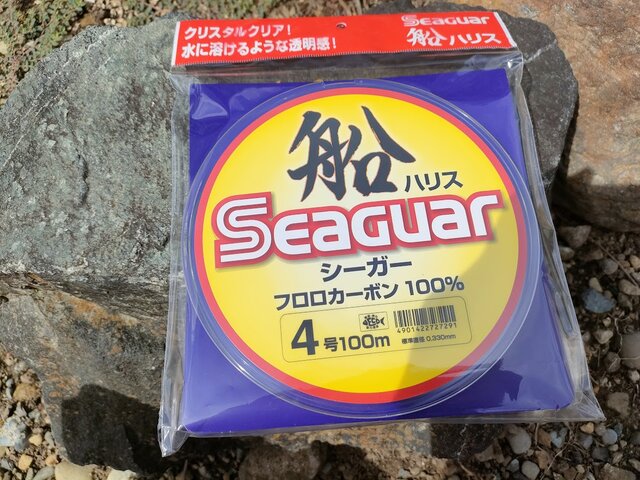 クリスタルクリア!
水に溶けるような透明感!
Seaguar
船ハリス
船
ハリス
Seaguar
シーガー
フロロカーボン 100%
4号100m
4901422727291
標準直径 0.330mm